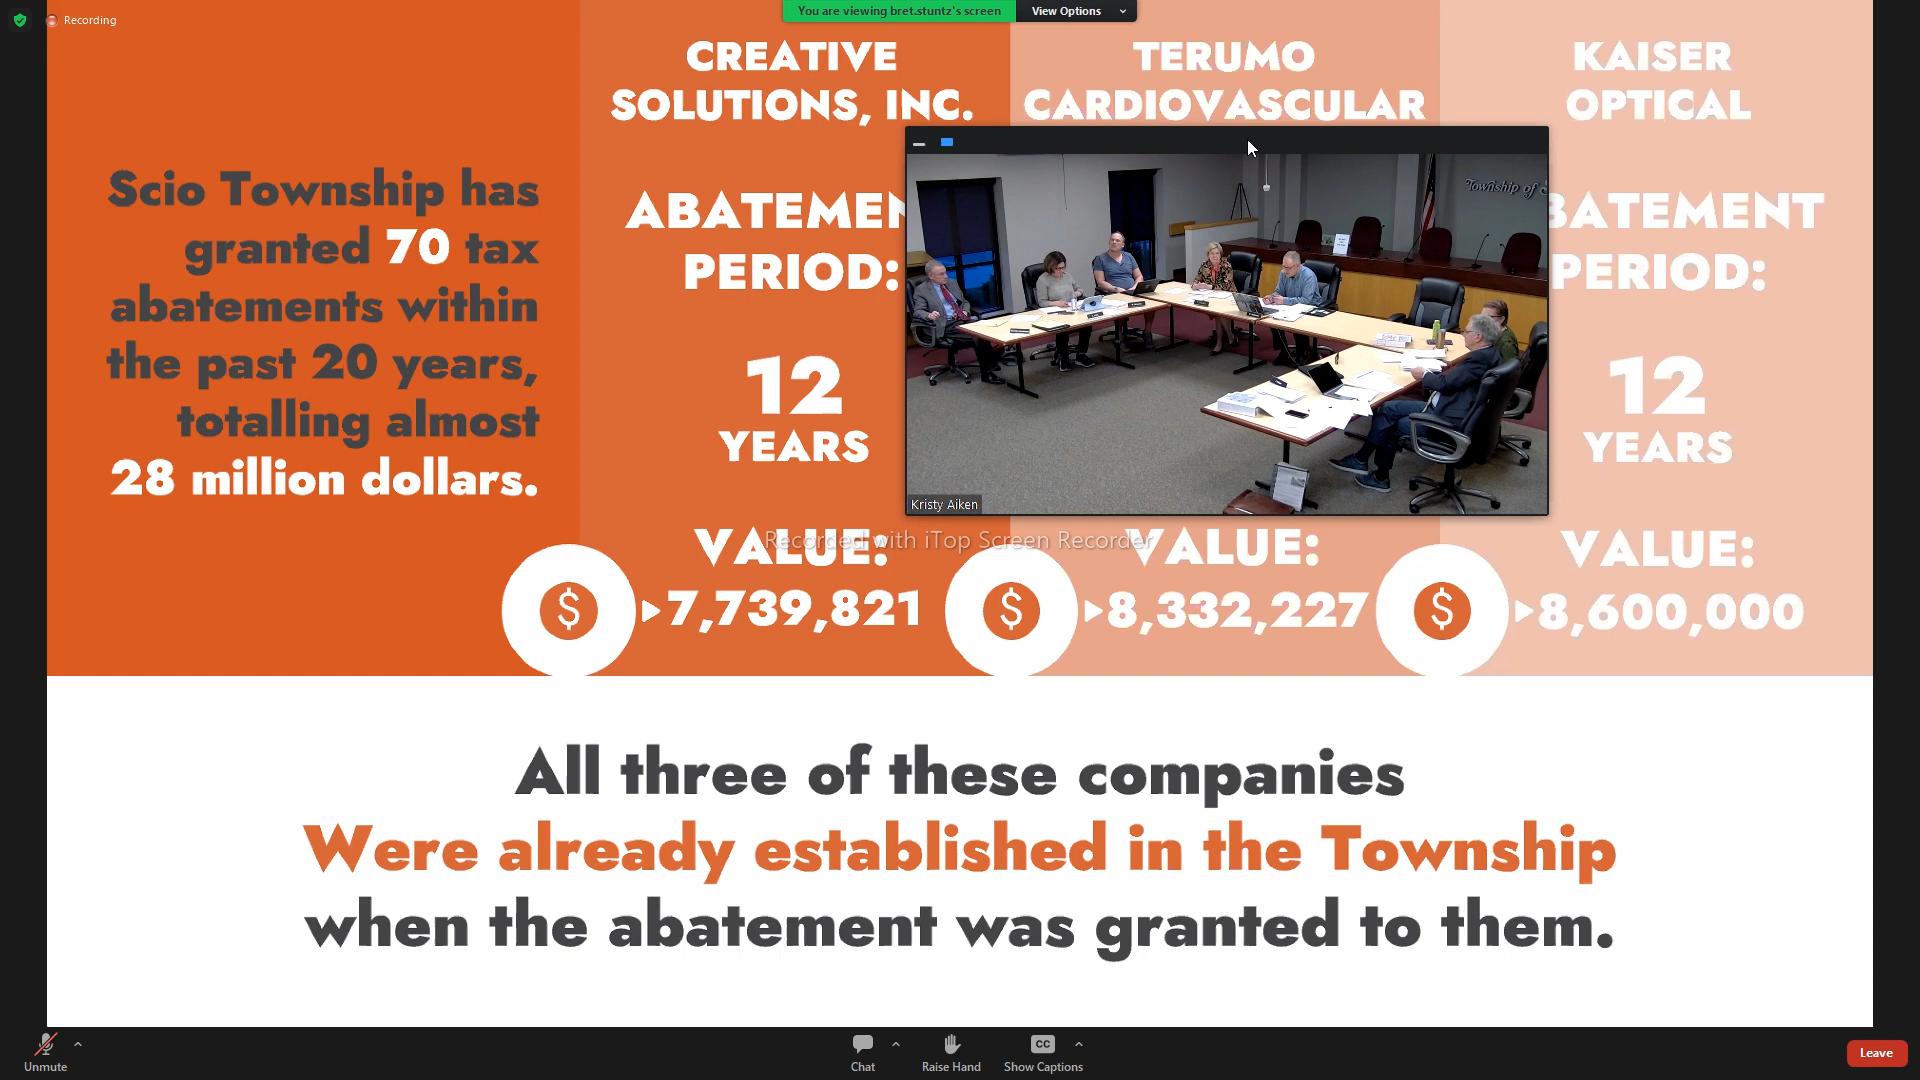 Recording
You are viewing bret.stuntz's screen
View Options
Scio Township has
granted 70 tax
abatements within
the past 20 years,
totalling almost
28 million dollars.
CREATIVE
SOLUTIONS, INC.
ABATEMEN
PERIOD:
12
YEARS
VALUE:
$
7,739,821
TERUMO
CARDIOVASCULAR
Township of S
Kristy Aiken
VALUE:
$
8,332,227
KAISER
OPTICAL
BATEMENT
PERIOD:
12
YEARS
VALUE:
$
8,600,000
Recorded with iTop Screen Recorder
All three of these companies
Were already established in the Township
when the abatement was granted to them.
Unmute
Chat
Raise Hand
CC
Show Captions
Leave